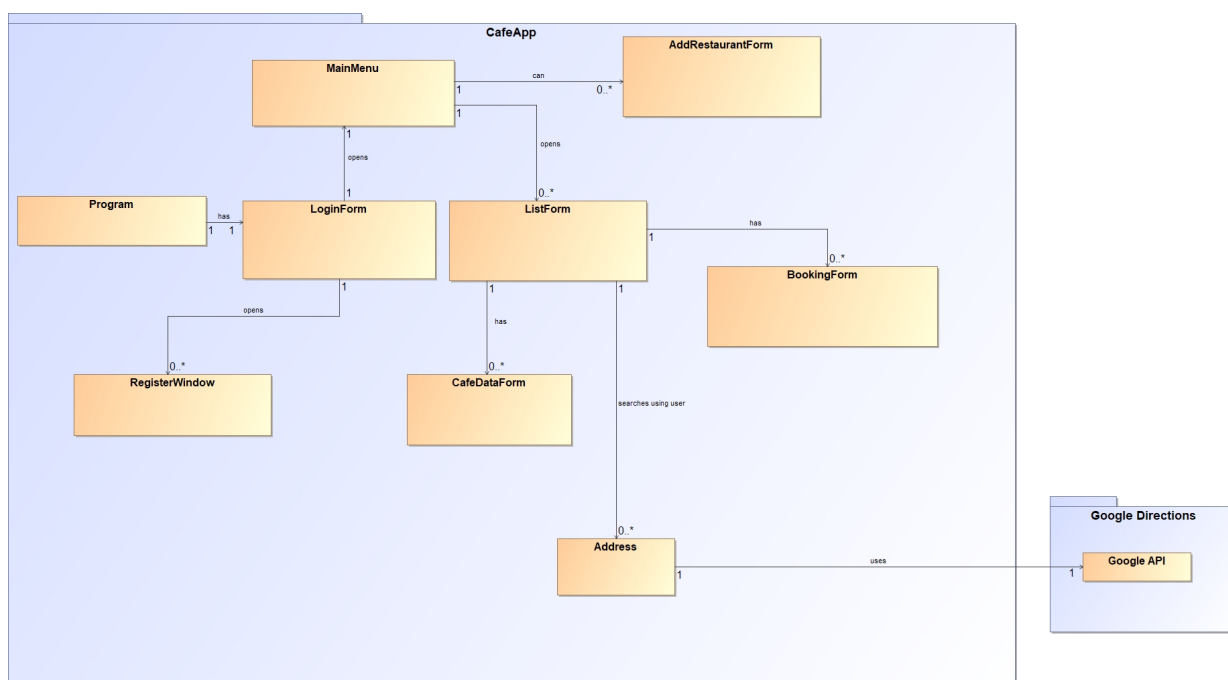 CafeApp
AddRestaurantForm
MainMenu
can
1
0..*
1
1
opens
opens
1
0..*
Program
LoginForm
ListForm
has
1
1
has
1
0..*
BookingForm
1
1
1
opens
has
0..*
0..*
RegisterWindow
CafeDataForm
searches using user
0..*
Google Directions
Address
uses
Google API
1
1